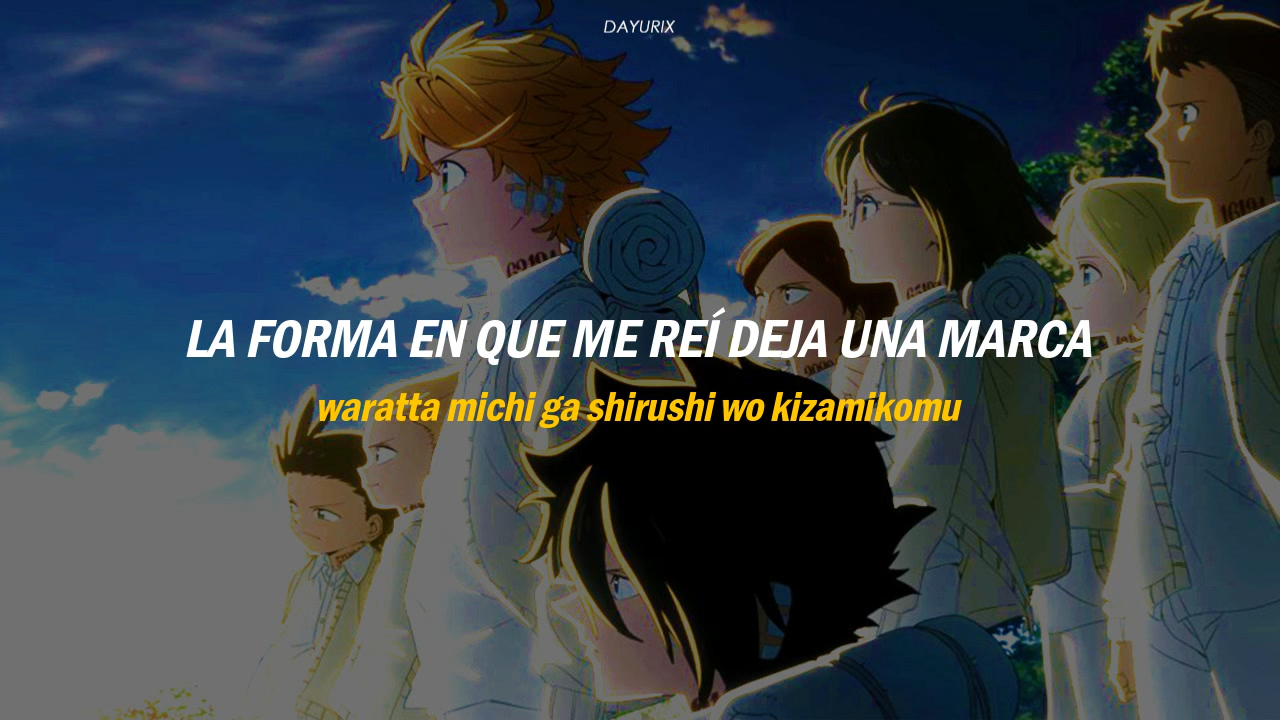 DAYURIX
LA FORMA EN QUE ME REÍ DEJA UNA MARCA
waratta michi ga shirushi wo kizamikomu